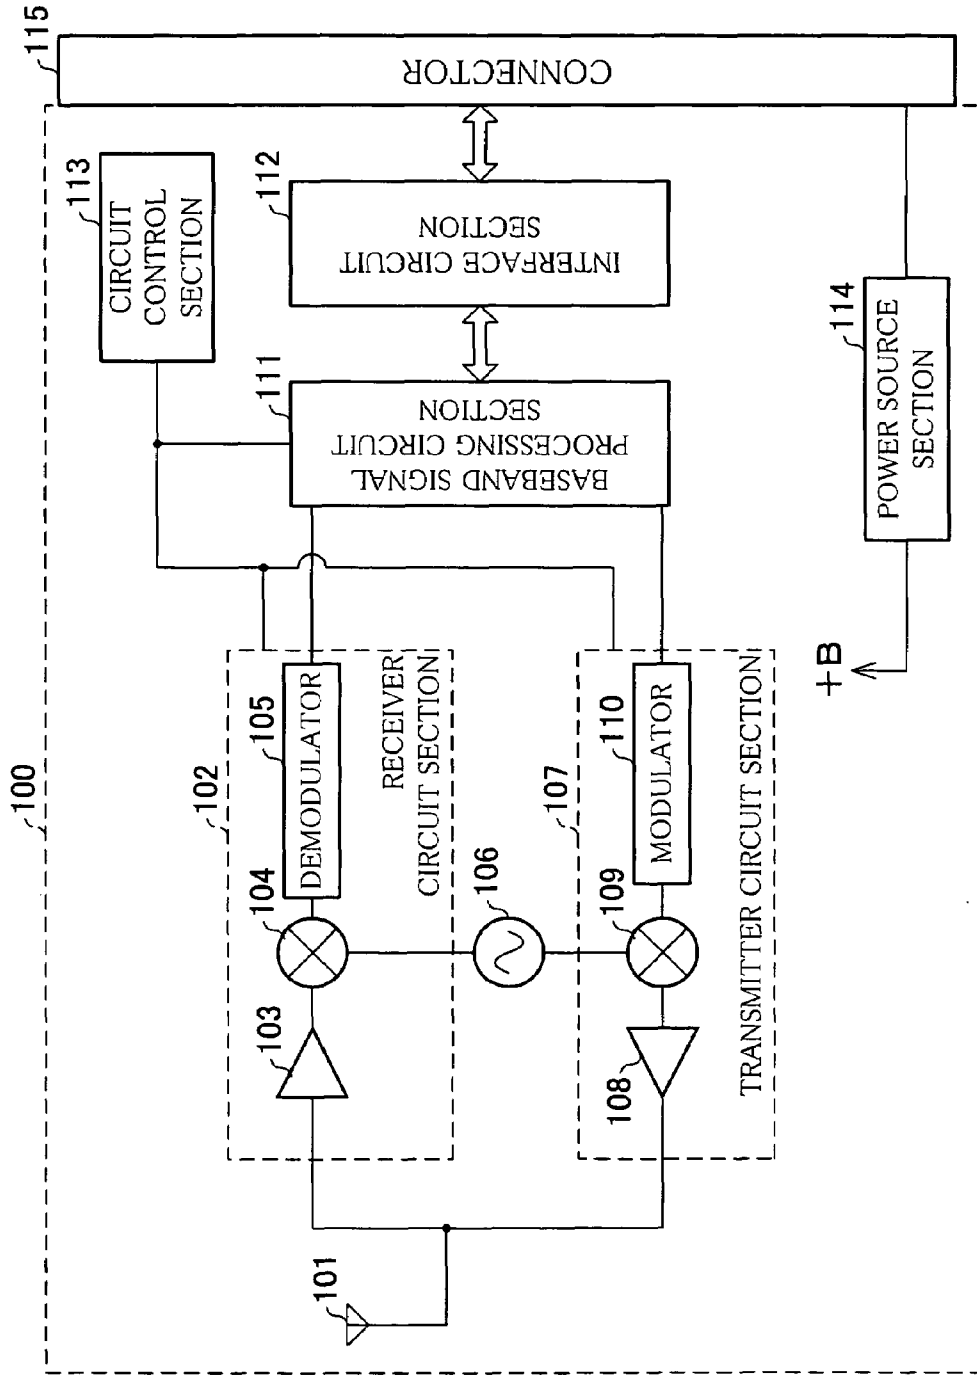 100
101
102
103
104
105
DEMODULATOR
RECEIVER
CIRCUIT SECTION
106
107
108
109
110
MODULATOR
TRANSMITTER CIRCUIT SECTION
111
BASEBAND SIGNAL
PROCESSING CIRCUIT
SECTION
112
INTERFACE CIRCUIT
SECTION
113
CIRCUIT
CONTROL
SECTION
114
POWER SOURCE
SECTION
+B
115
CONNECTOR